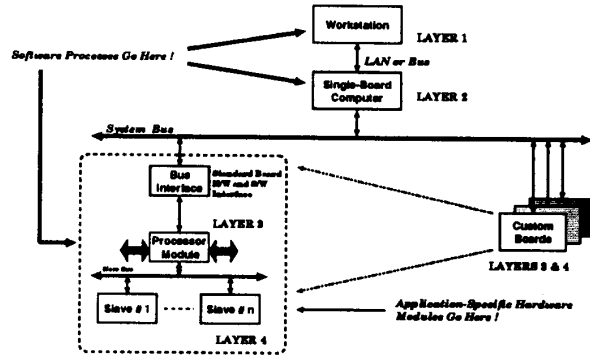 Workstation
LAYER 1
Software Processes Go Here !
LAN or Bus
Single-Board
Computer
LAYER 2
System Bus
Bus
Interface
Standard Board
H/W and S/W
Interface
LAYER 3
Processor
Module
Custom
Boards
LAYERS 3 & 4
Slave # 1
Slave # n
LAYER 4
Application-Specific Hardware
Modules Go Here !